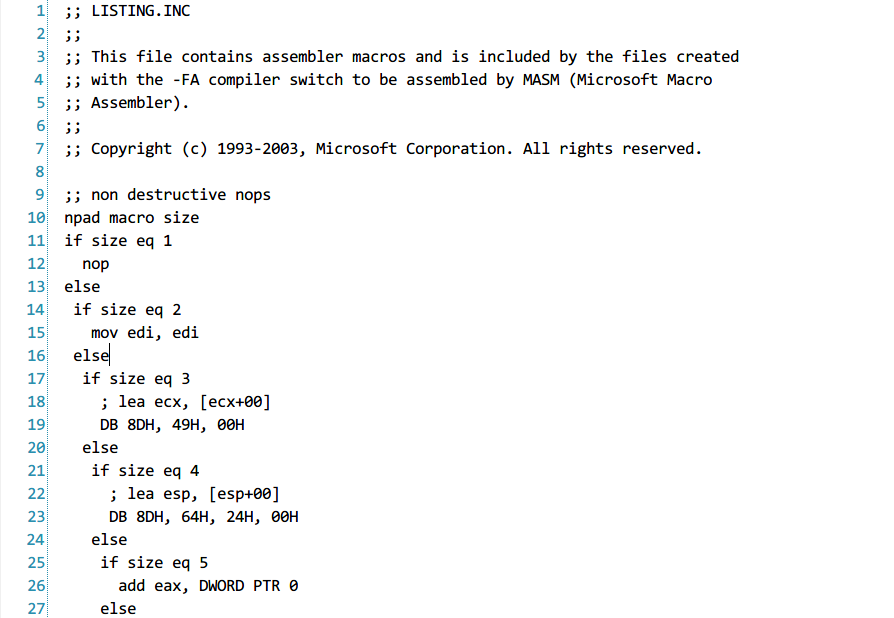 1 ;; LISTING.INC
2 ;;
3 ;; This file contains assembler macros and is included by the files created
4 ;; with the -FA compiler switch to be assembled by MASM (Microsoft Macro
5 ;; Assembler).
6 ;;
7 ;; Copyright (c) 1993-2003, Microsoft Corporation. All rights reserved.
8
9 ;; non destructive nops
10 npad macro size
11 if size eq 1
12   nop
13 else
14  if size eq 2
15    mov edi, edi
16  else
17   if size eq 3
18     ; lea ecx, [ecx+00]
19     DB 8DH, 49H, 00H
20   else
21    if size eq 4
22      ; lea esp, [esp+00]
23      DB 8DH, 64H, 24H, 00H
24    else
25     if size eq 5
26       add eax, DWORD PTR 0
27     else